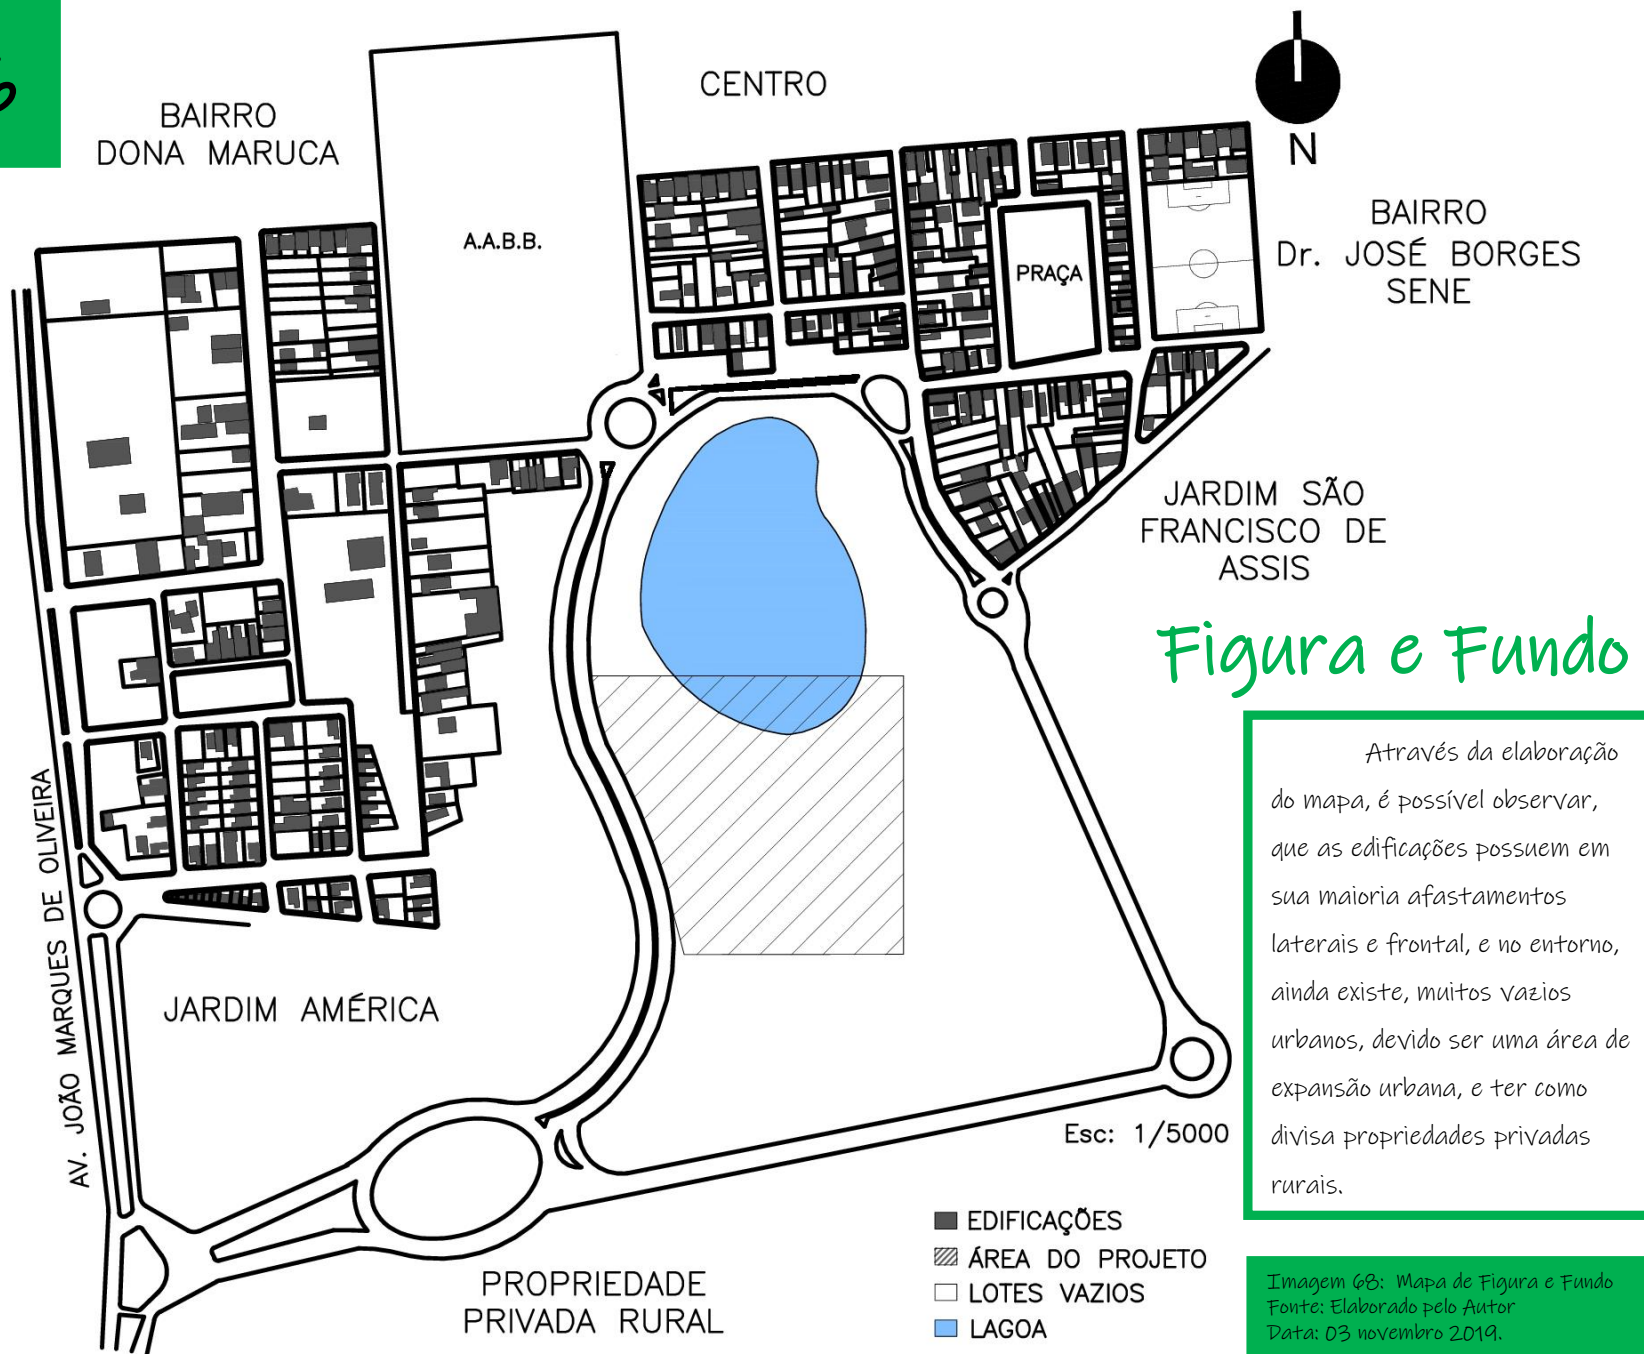 6
BAIRRO
DONA MARUCA
CENTRO
N
A.A.B.B.
PRAÇA
BAIRRO
Dr. JOSÉ BORGES
SENE
JARDIM SÃO
FRANCISCO DE
ASSIS
Figura e Fundo
Através da elaboração
do mapa, é possível observar,
que as edificações possuem em
sua maioria afastamentos
laterais e frontal, e no entorno,
ainda existe, muitos vazios
urbanos, devido ser uma área de
expansão urbana, e ter como
divisa propriedades privadas
rurais.
AV. JOÃO MARQUES DE OLIVEIRA
JARDIM AMÉRICA
Esc: 1/5000
EDIFICAÇÕES
ÁREA DO PROJETO
LOTES VAZIOS
LAGOA
PROPRIEDADE
PRIVADA RURAL
Imagem 68: Mapa de Figura e Fundo
Fonte: Elaborado pelo Autor
Data: 03 novembro 2019.